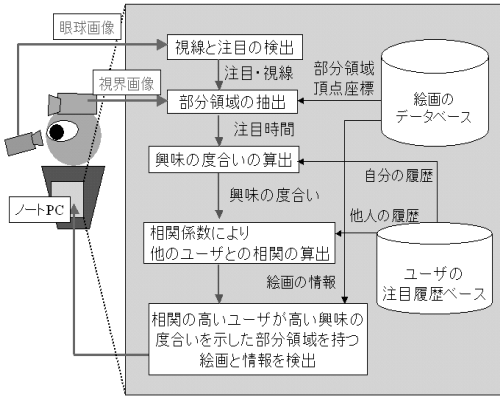 眼球画像
視線と注目の検出
注目・視線
視界画像
部分領域の抽出
部分領域
頂点座標
絵画の
データベース
注目時間
興味の度合いの算出
自分の履歴
興味の度合い
ノートPC
他人の履歴
相関係数により
他のユーザとの相関の算出
ユーザの
注目履歴ベース
絵画の情報
相関の高いユーザが高い興味の
度合いを示した部分領域を持つ
絵画と情報を検出